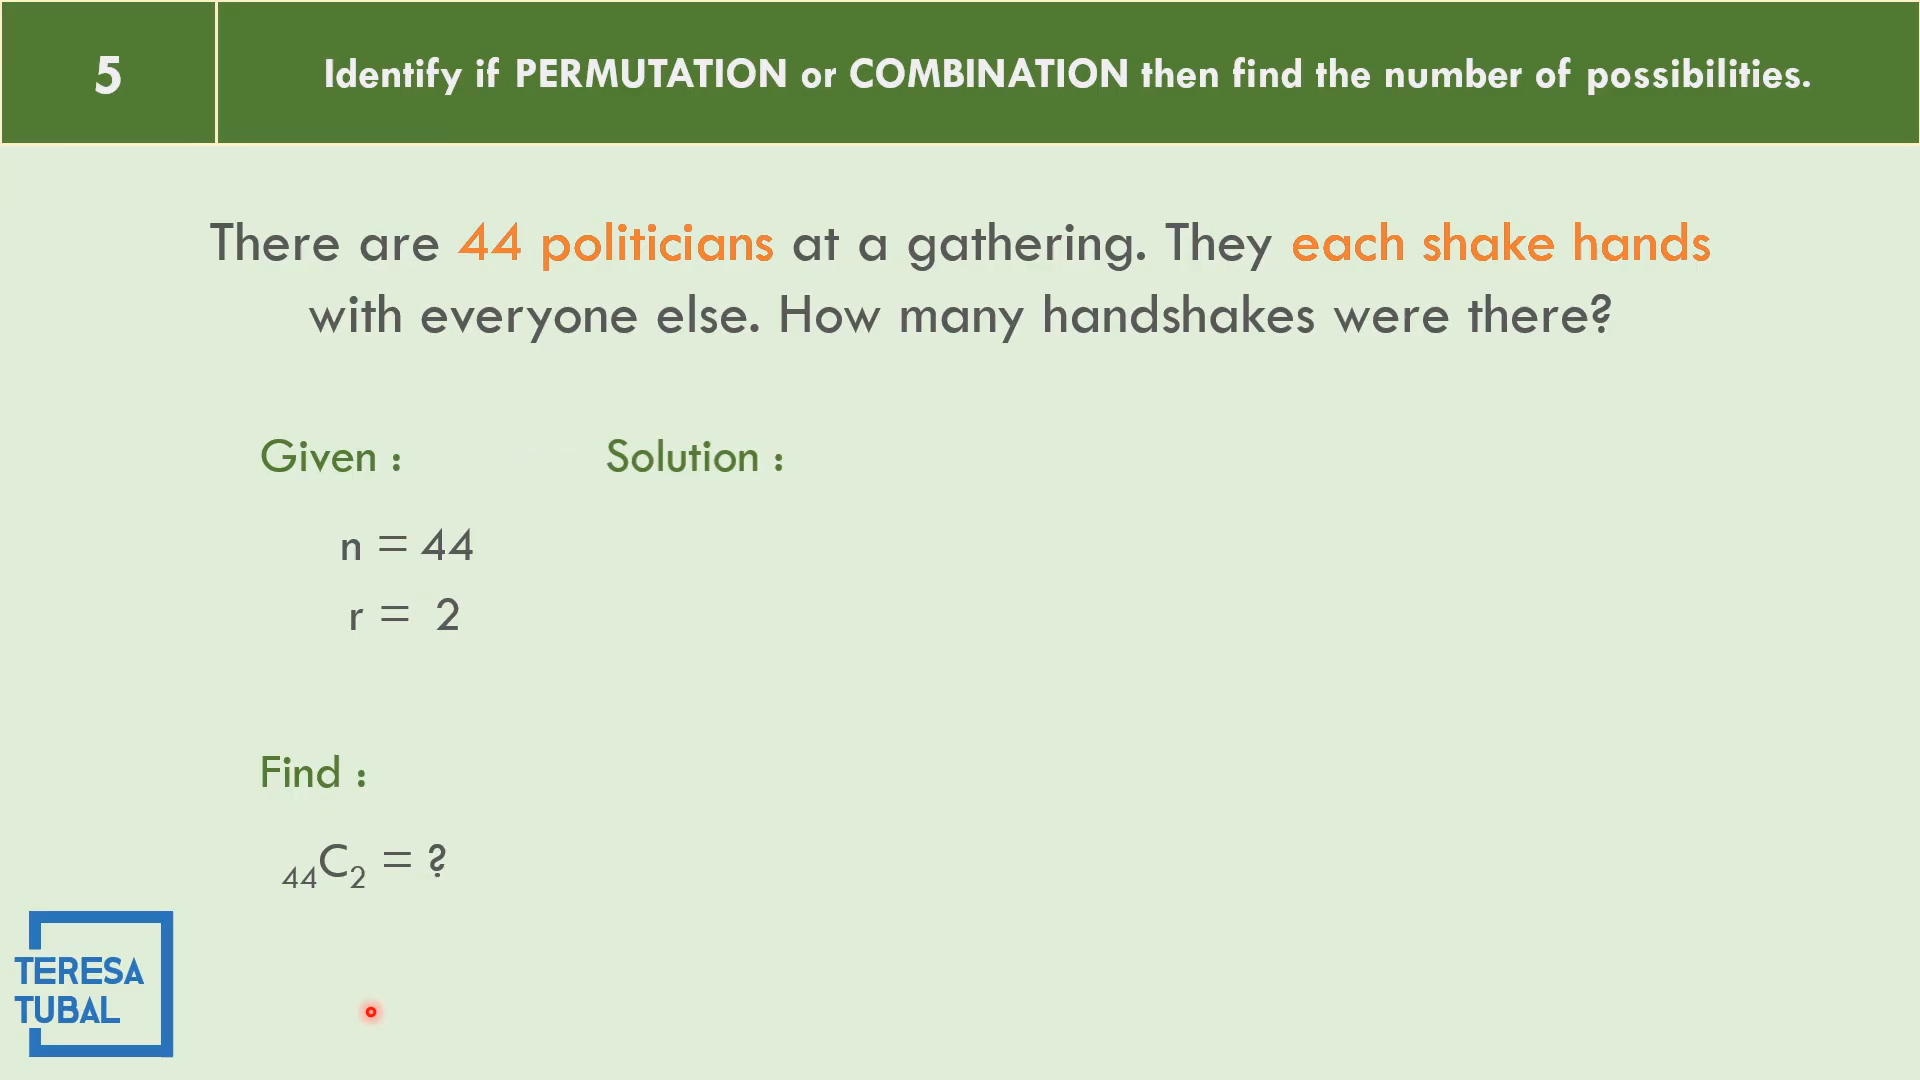 5
Identify if PERMUTATION or COMBINATION then find the number of possibilities.
There are 44 politicians at a gathering. They each shake hands
with everyone else. How many handshakes were there?
Given :
Solution :
n = 44
r = 2
Find :
₄₄C₂ = ?
TERESA
TUBAL